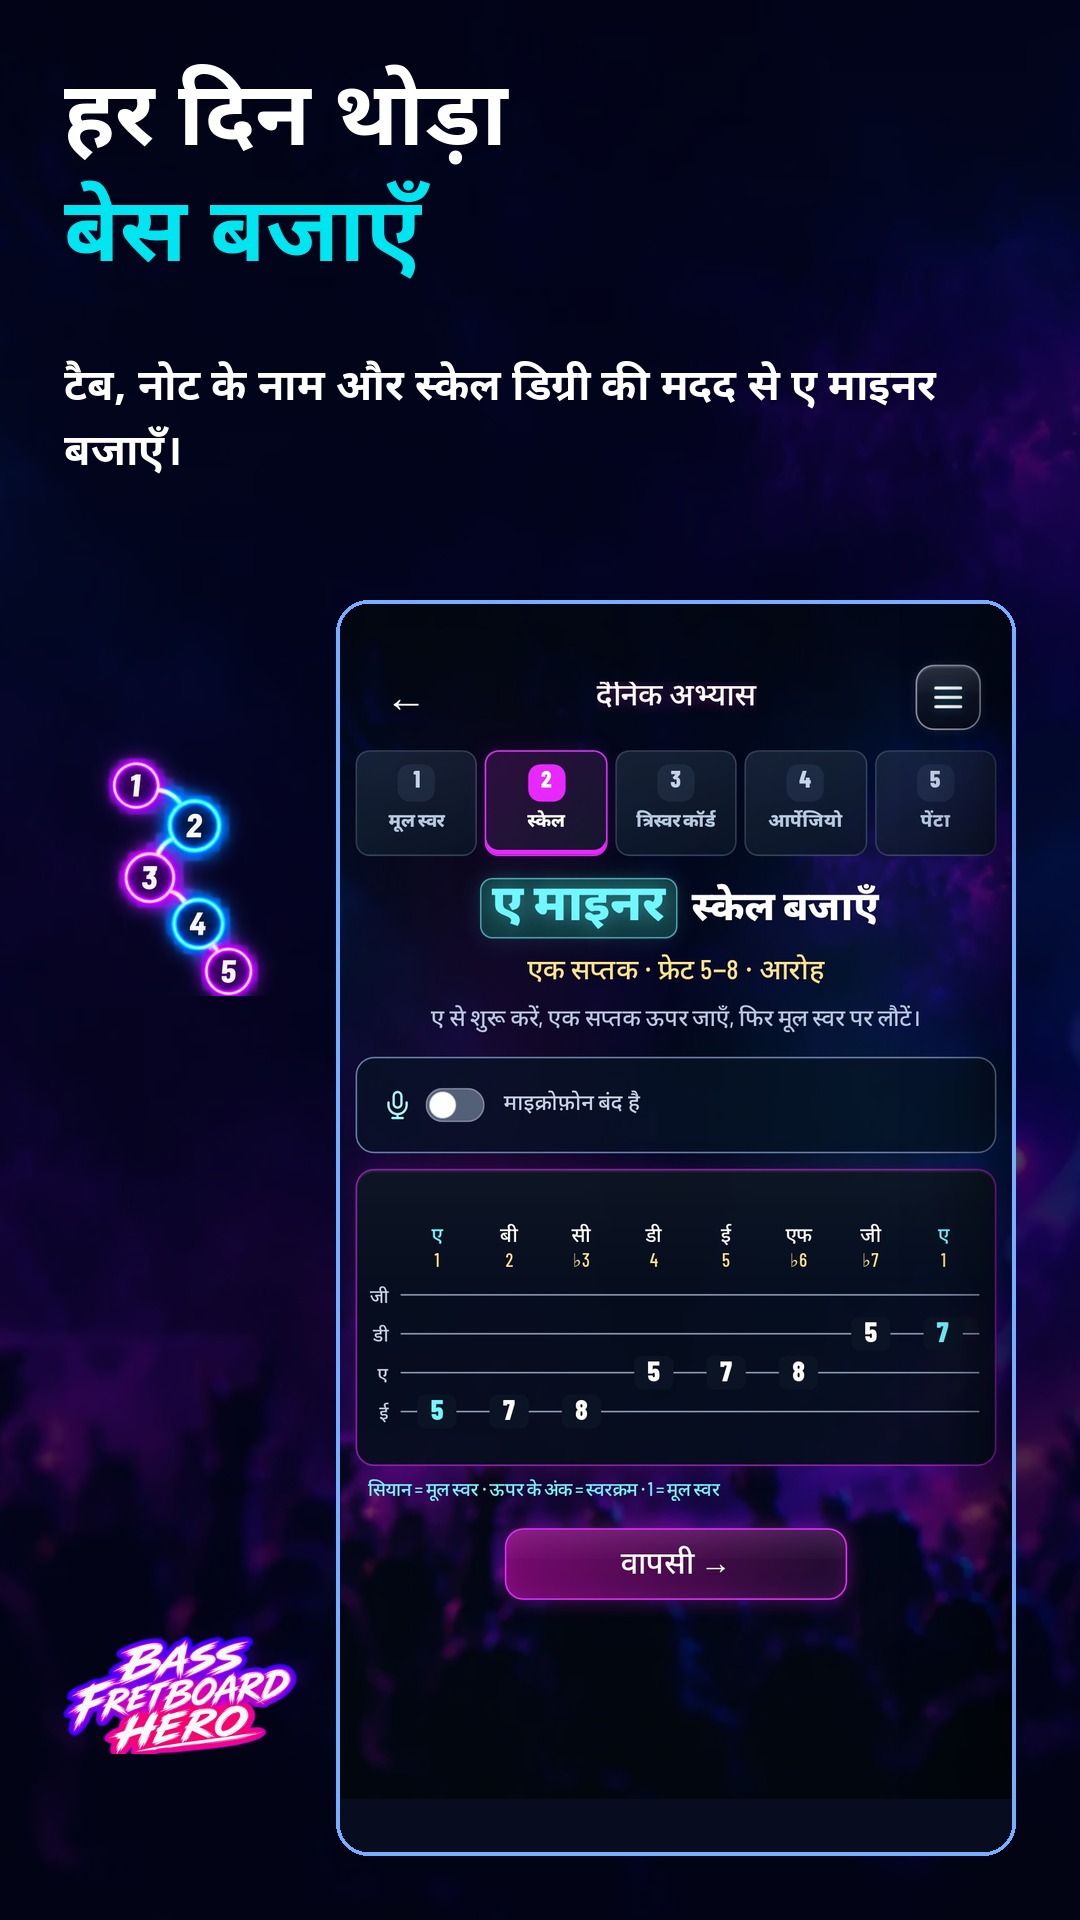 हर दिन थोड़ा
बेस बजाएँ
टैब, नोट के नाम और स्केल डिग्री की मदद से ए माइनर
बजाएँ।
← दैनिक अभ्यास
1 2 3 4 5
मूल स्वर स्केल त्रिस्वर कॉर्ड आर्पेजियो पेंटा
ए माइनर स्केल बजाएँ
एक सप्तक · फ्रेट 5–8 · आरोह
ए से शुरू करें, एक सप्तक ऊपर जाएँ, फिर मूल स्वर पर लौटें।
माइक्रोफ़ोन बंद है
ए बी सी डी ई एफ जी ए
1 2 ♭3 4 5 ♭6 ♭7 1
जी
डी 5 7
ए 5 7 8
ई 5 7 8
सियान = मूल स्वर · ऊपर के अंक = स्वरक्रम · 1 = मूल स्वर
वापसी →
1
2
3
4
5
BASS
FRETBOARD
HERO